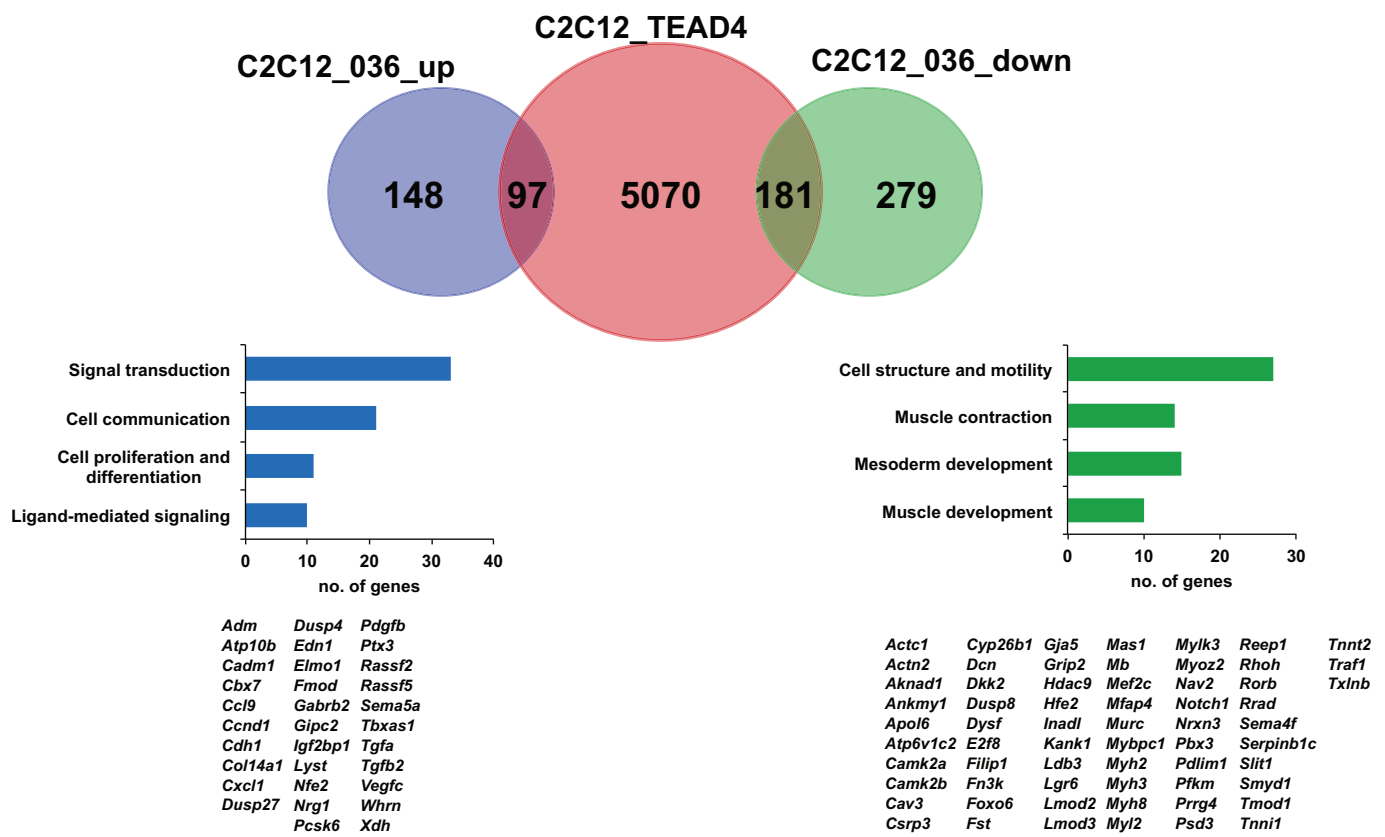 C2C12_TEAD4
C2C12_036_up
C2C12_036_down
148
97
5070
181
279
Signal transduction
Cell communication
Cell proliferation and
differentiation
Ligand-mediated signaling
0 10 20 30 40
no. of genes
Cell structure and motility
Muscle contraction
Mesoderm development
Muscle development
0 10 20 30
no. of genes
Adm Dusp4 Pdgfb
Atp10b Edn1 Ptx3
Cadm1 Elmo1 Rassf2
Cbx7 Fmod Rassf5
Ccl9 Gabrb2 Sema5a
Ccnd1 Gipc2 Tbxas1
Cdh1 Igf2bp1 Tgfa
Col14a1 Lyst Tgfb2
Cxcl1 Nfe2 Vegfc
Dusp27 Nrg1 Whrn
Pcsk6 Xdh
Actc1 Cyp26b1 Gja5 Mas1 Mylk3 Reep1 Tnnt2
Actn2 Dcn Grip2 Mb Myoz2 Rhoh Traf1
Aknad1 Dkk2 Hdac9 Mef2c Nav2 Rorb Txlnb
Ankmy1 Dusp8 Hfe2 Mfap4 Notch1 Rrad
Apol6 Dysf Inadl Murc Nrxn3 Sema4f
Atp6v1c2 E2f8 Kank1 Mybpc1 Pbx3 Serpinb1c
Camk2a Filip1 Ldb3 Myh2 Pdlim1 Slit1
Camk2b Fn3k Lgr6 Myh3 Pfkm Smyd1
Cav3 Foxo6 Lmod2 Myh8 Prrg4 Tmod1
Csrp3 Fst Lmod3 Myl2 Psd3 Tnni1